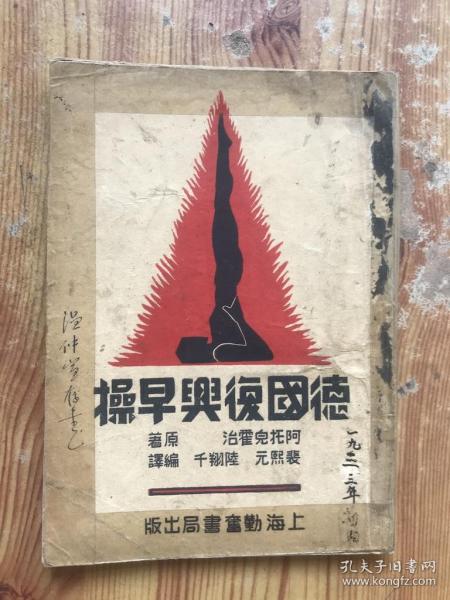 德國復興早操
阿托宛霍治 原著
裴熙元 陸翔千 編譯
上海勤奮書局出版
一九三三年
孔夫子旧书网
www.kongfz.com